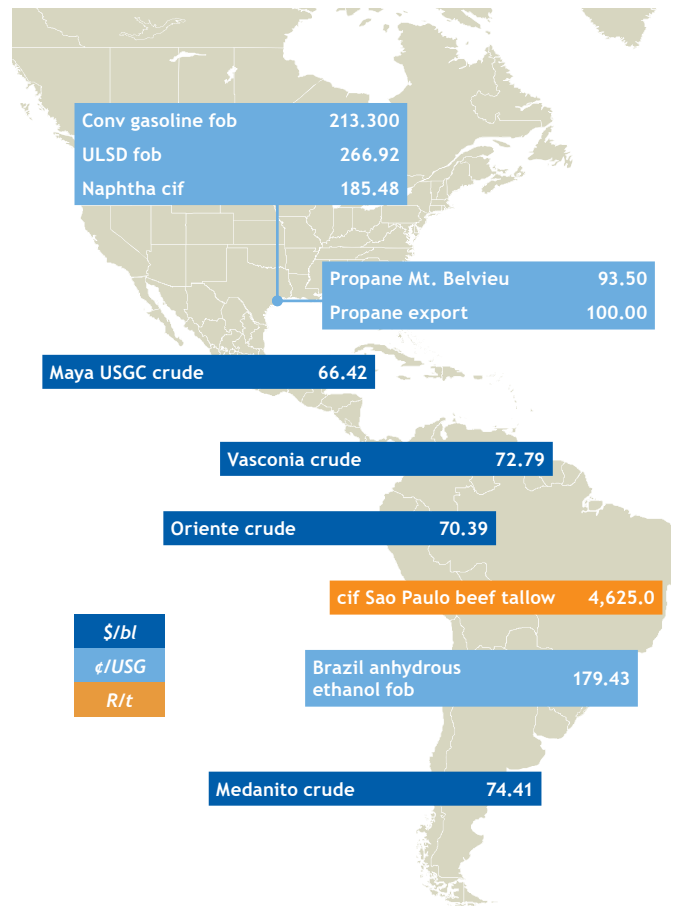 Conv gasoline fob 213.300
ULSD fob 266.92
Naphtha cif 185.48
Propane Mt. Belvieu 93.50
Propane export 100.00
Maya USGC crude 66.42
Vasconia crude 72.79
Oriente crude 70.39
cif Sao Paulo beef tallow 4,625.0
$/bl
¢/USG
R/t
Brazil anhydrous
ethanol fob 179.43
Medanito crude 74.41